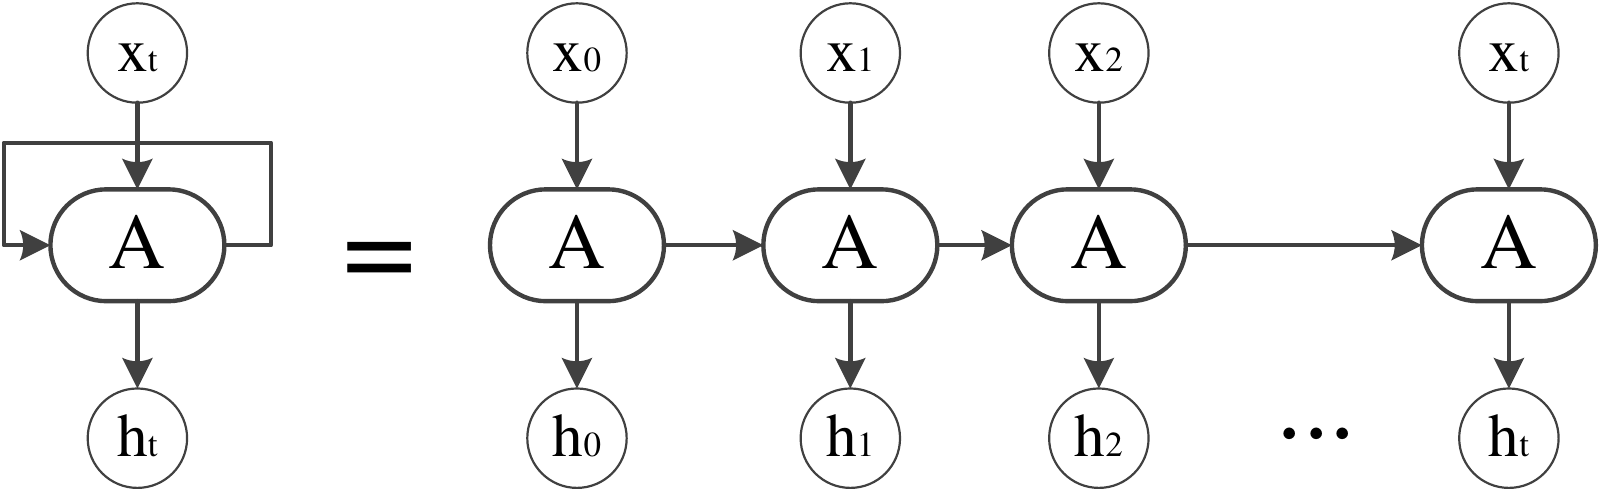 xt x0 x1 x2 xt
A = A A A A
ht h0 h1 h2 ... ht